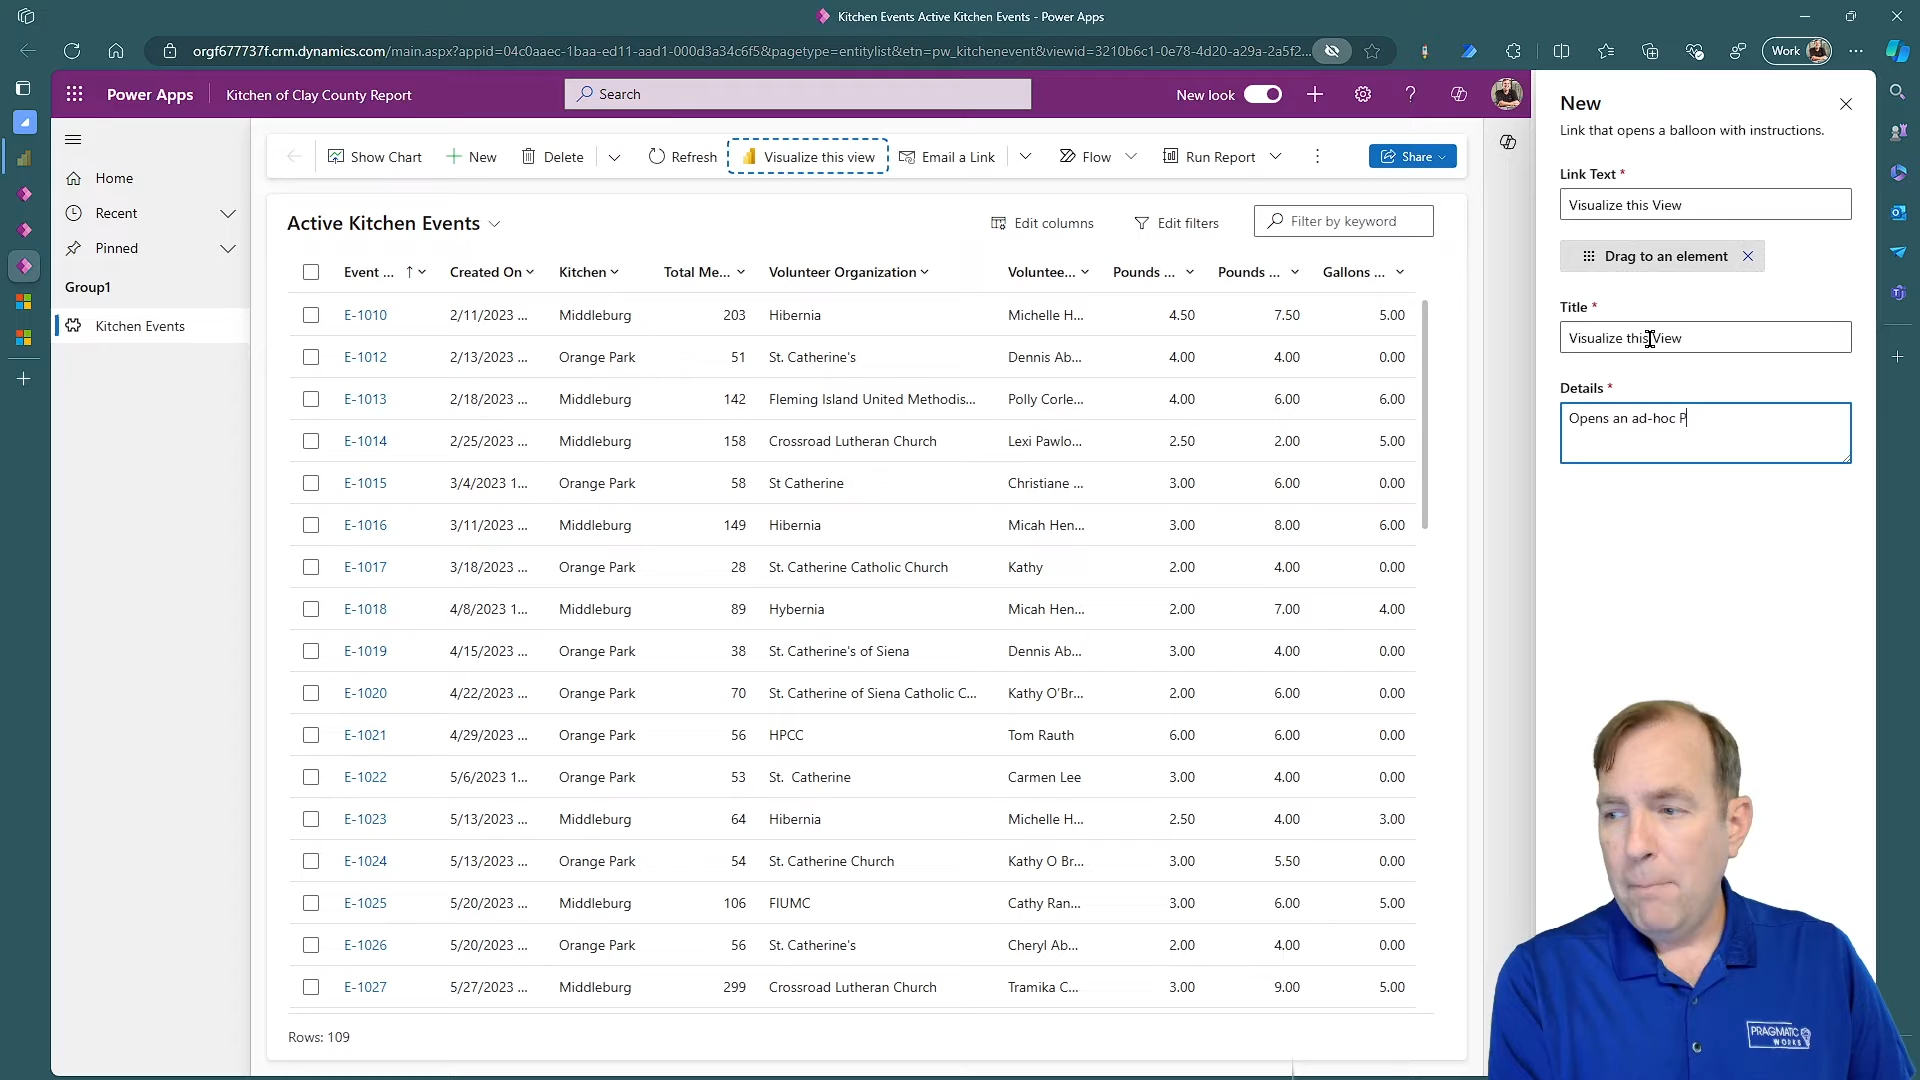 Kitchen Events Active Kitchen Events - Power Apps
orgf677737f.crm.dynamics.com/main.aspx?appid=04c0aaec-1baa-ed11-aad1-000d3a34c6f5&pagetype=entitylist&etn=pw_kitchenevent&viewid=3210b6c1-0e78-4d20-a29a-2a5f2...
Work
Power Apps
Kitchen of Clay County Report
Search
New look
Home
Recent
Pinned
Group1
Kitchen Events
Show Chart
New
Delete
Refresh
Visualize this view
Email a Link
Flow
Run Report
Share
Active Kitchen Events
Edit columns
Edit filters
Filter by keyword
Event ... Created On Kitchen Total Me... Volunteer Organization Voluntee... Pounds ... Pounds ... Gallons ...
E-1010 2/11/2023 ... Middleburg 203 Hibernia Michelle H... 4.50 7.50 5.00
E-1012 2/13/2023 ... Orange Park 51 St. Catherine's Dennis Ab... 4.00 4.00 0.00
E-1013 2/18/2023 ... Middleburg 142 Fleming Island United Methodis... Polly Corle... 4.00 6.00 6.00
E-1014 2/25/2023 ... Middleburg 158 Crossroad Lutheran Church Lexi Pawlo... 2.50 2.00 5.00
E-1015 3/4/2023 1... Orange Park 58 St Catherine Christiane ... 3.00 6.00 0.00
E-1016 3/11/2023 ... Middleburg 149 Hibernia Micah Hen... 3.00 8.00 6.00
E-1017 3/18/2023 ... Orange Park 28 St. Catherine Catholic Church Kathy 2.00 4.00 0.00
E-1018 4/8/2023 1... Middleburg 89 Hybernia Micah Hen... 2.00 7.00 4.00
E-1019 4/15/2023 ... Orange Park 38 St. Catherine's of Siena Dennis Ab... 3.00 4.00 0.00
E-1020 4/22/2023 ... Orange Park 70 St. Catherine of Siena Catholic C... Kathy O'Br... 2.00 6.00 0.00
E-1021 4/29/2023 ... Orange Park 56 HPCC Tom Rauth 6.00 6.00 0.00
E-1022 5/6/2023 1... Orange Park 53 St. Catherine Carmen Lee 3.00 4.00 0.00
E-1023 5/13/2023 ... Middleburg 64 Hibernia Michelle H... 2.50 4.00 3.00
E-1024 5/13/2023 ... Orange Park 54 St. Catherine Church Kathy O Br... 3.00 5.50 0.00
E-1025 5/20/2023 ... Middleburg 106 FIUMC Cathy Ran... 3.00 6.00 5.00
E-1026 5/20/2023 ... Orange Park 56 St. Catherine's Cheryl Ab... 2.00 4.00 0.00
E-1027 5/27/2023 ... Middleburg 299 Crossroad Lutheran Church Tramika C... 3.00 9.00 5.00
Rows: 109
New
Link that opens a balloon with instructions.
Link Text *
Visualize this View
Drag to an element
Title *
Visualize this View
Details *
Opens an ad-hoc P
PRAGMATIC
WORKS